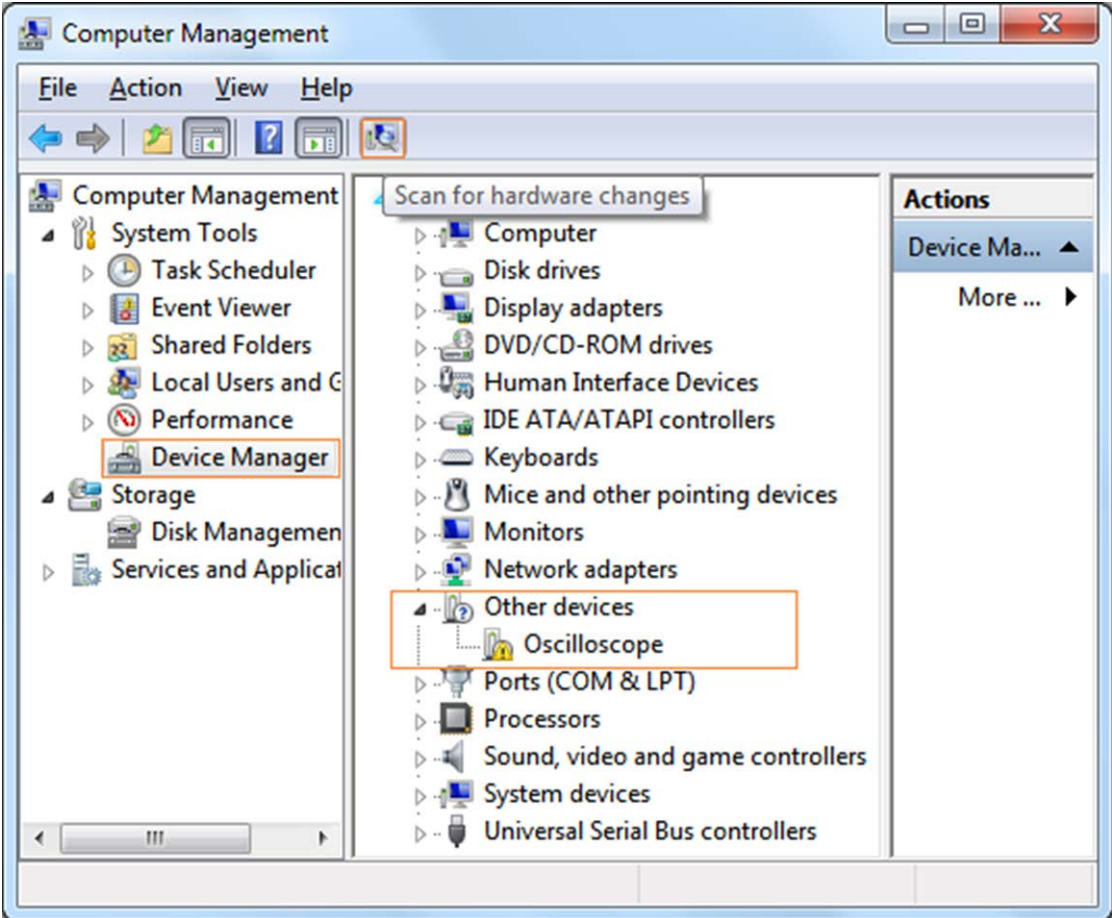 Computer Management
File Action View Help
Scan for hardware changes
Computer Management
System Tools
Task Scheduler
Event Viewer
Shared Folders
Local Users and G
Performance
Device Manager
Storage
Disk Managemen
Services and Applicat
Computer
Disk drives
Display adapters
DVD/CD-ROM drives
Human Interface Devices
IDE ATA/ATAPI controllers
Keyboards
Mice and other pointing devices
Monitors
Network adapters
Other devices
Oscilloscope
Ports (COM & LPT)
Processors
Sound, video and game controllers
System devices
Universal Serial Bus controllers
Actions
Device Ma...
More ...